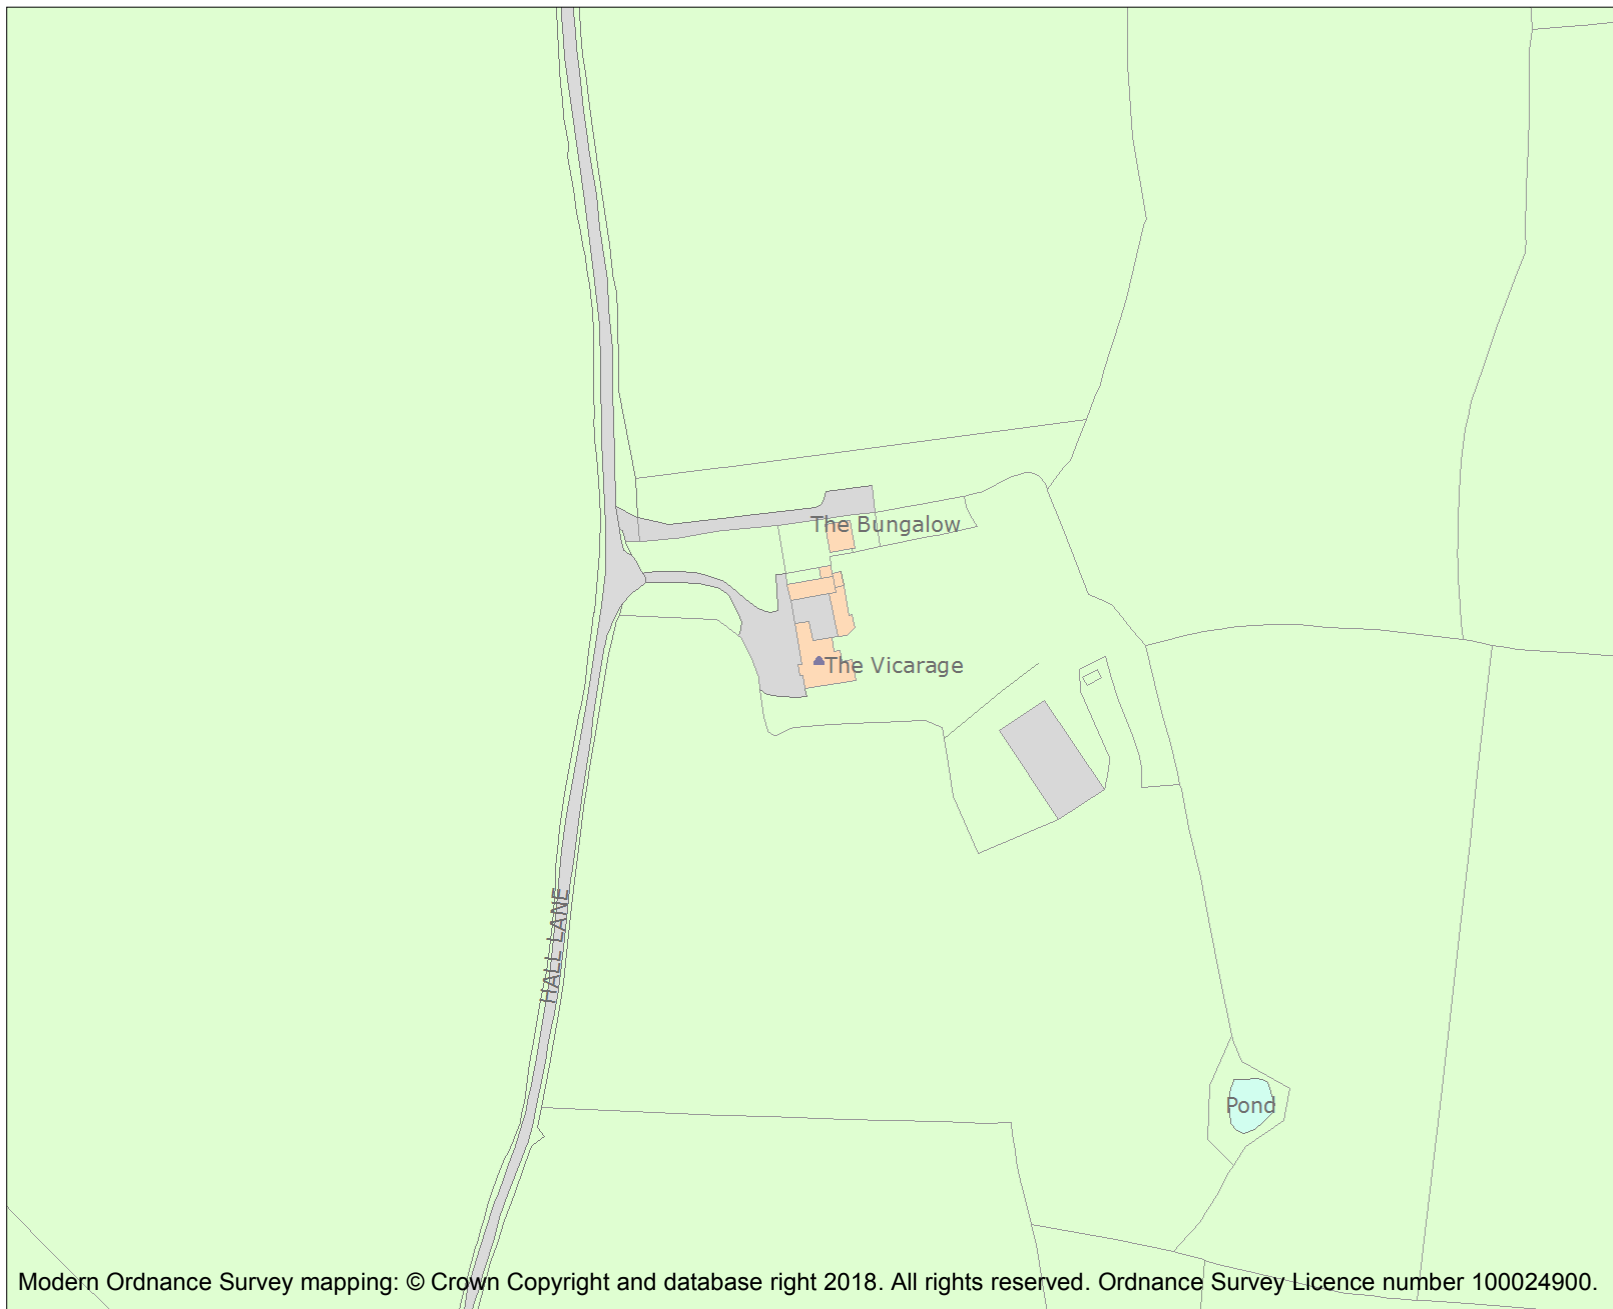 The Bungalow
The Vicarage
HALL LANE
Pond
Modern Ordnance Survey mapping: © Crown Copyright and database right 2018. All rights reserved. Ordnance Survey Licence number 100024900.